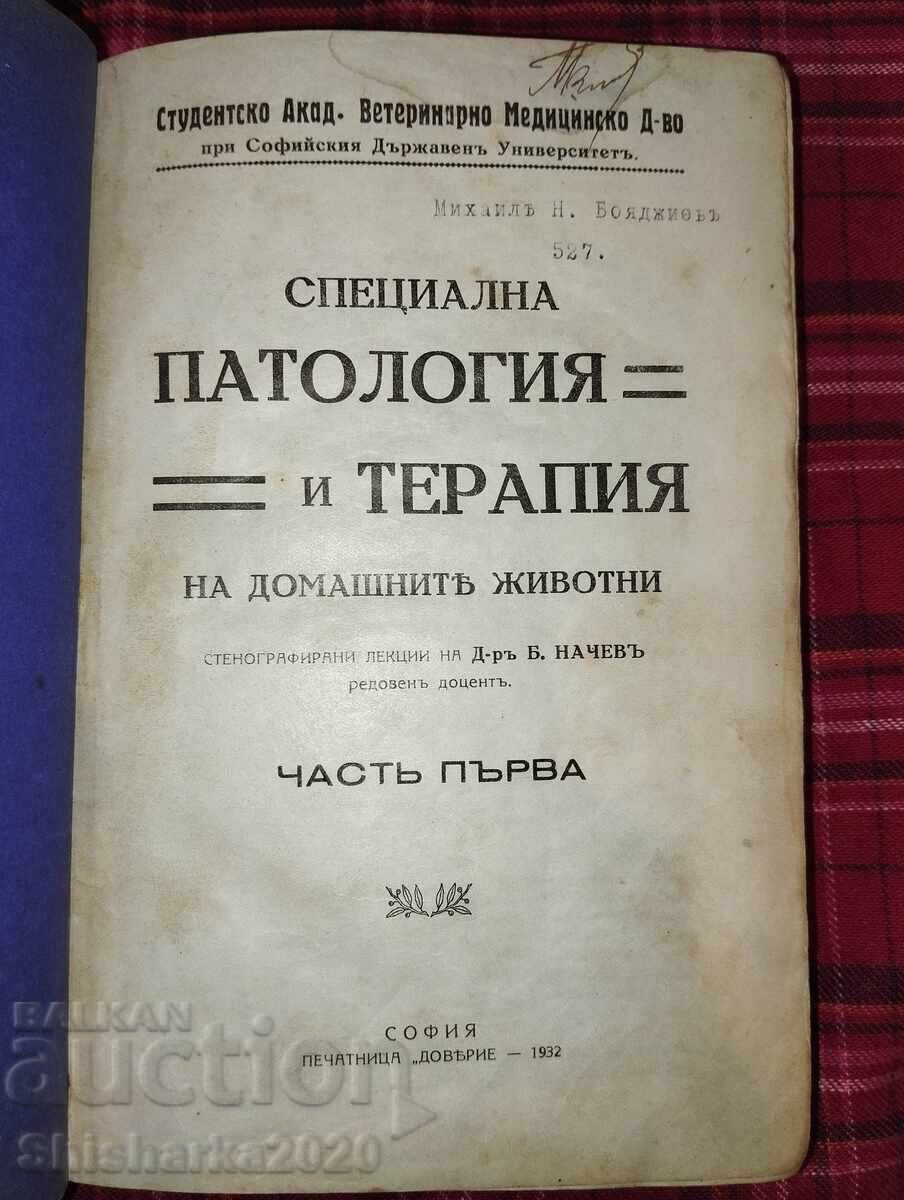 Студентско Акад. Ветеринарно Медицинско Д-во
при Софийския Държавенъ Университетъ.
Михаилъ Н. Бояджиевъ
527.
СПЕЦИАЛНА
ПАТОЛОГИЯ
и ТЕРАПИЯ
НА ДОМАШНИТѢ ЖИВОТНИ
СТЕНОГРАФИРАНИ ЛЕКЦИИ НА Д-ръ Б. НАЧЕВЪ
редовенъ доцентъ.
ЧАСТЬ ПЪРВА
СОФИЯ
ПЕЧАТНИЦА „ДОВѢРИЕ — 1932
BALKAN
auction
Shisharka2020